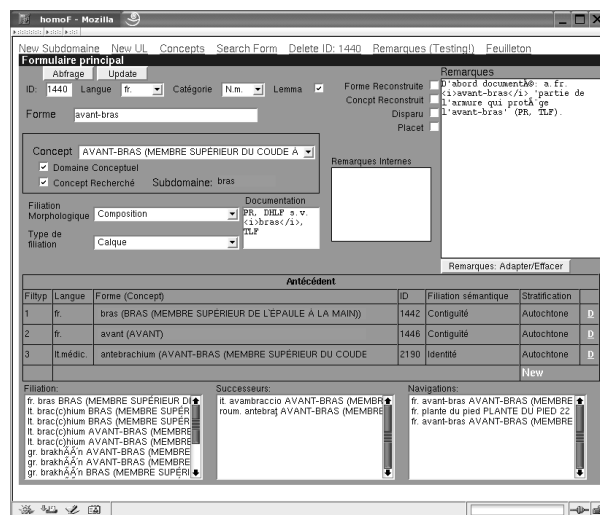 homoF - Mozilla
New Subdomaine New UL Concepts Search Form Delete ID: 1440 Remarques (Testing!) Feuilleton
Formulaire principal
Abfrage Update
ID: 1440 Langue fr. Catégorie N.m. Lemma
Forme avant-bras
Forme Reconstruite
Concpt Reconstruit
Disparu
Placet
Remarques
D'abord documentÃ©: a.fr.
<i>avant-bras</i> 'partie de
l'armure qui protÃ¨ge
l'avant-bras' (PR, TLF).
Concept AVANT-BRAS (MEMBRE SUPÉRIEUR DU COUDE À
Domaine Conceptuel
Concept Recherché Subdomaine: bras
Remarques Internes
Filiation
Morphologique Composition
Type de
filiation Calque
Documentation
PR, DHLF s.v.
<i>bras</i>,
TLF
Remarques: Adapter/Effacer
Antécédent
Filtyp Langue Forme (Concept) ID Filiation sémantique Stratification
1 fr. bras (BRAS (MEMBRE SUPÉRIEUR DE L'ÉPAULE À LA MAIN)) 1442 Contiguïté Autochtone D
2 fr. avant (AVANT) 1446 Contiguïté Autochtone D
3 lt.médic. antebrachium (AVANT-BRAS (MEMBRE SUPÉRIEUR DU COUDE 2190 Identité Autochtone D
New
Filiation:
fr. bras BRAS (MEMBRE SUPÉRIEUR D
lt. brac(c)hium BRAS (MEMBRE SUPÉR
lt. brac(c)hium BRAS (MEMBRE SUPÉR
lt. brac(c)hium AVANT-BRAS (MEMBRE
lt. brac(c)hium AVANT-BRAS (MEMBRE
gr. brakhÃ­Ã´n AVANT-BRAS (MEMBRE
gr. brakhÃ­Ã´n AVANT-BRAS (MEMBRE
gr. brakhÃ­Ã´n BRAS (MEMBRE SUPÉRI
Successeurs:
it. avambraccio AVANT-BRAS (MEMBR
roum. antebraţ AVANT-BRAS (MEMBRE
Navigations:
fr. avant-bras AVANT-BRAS (MEMBRE
fr. plante du pied PLANTE DU PIED 22
fr. avant-bras AVANT-BRAS (MEMBRE